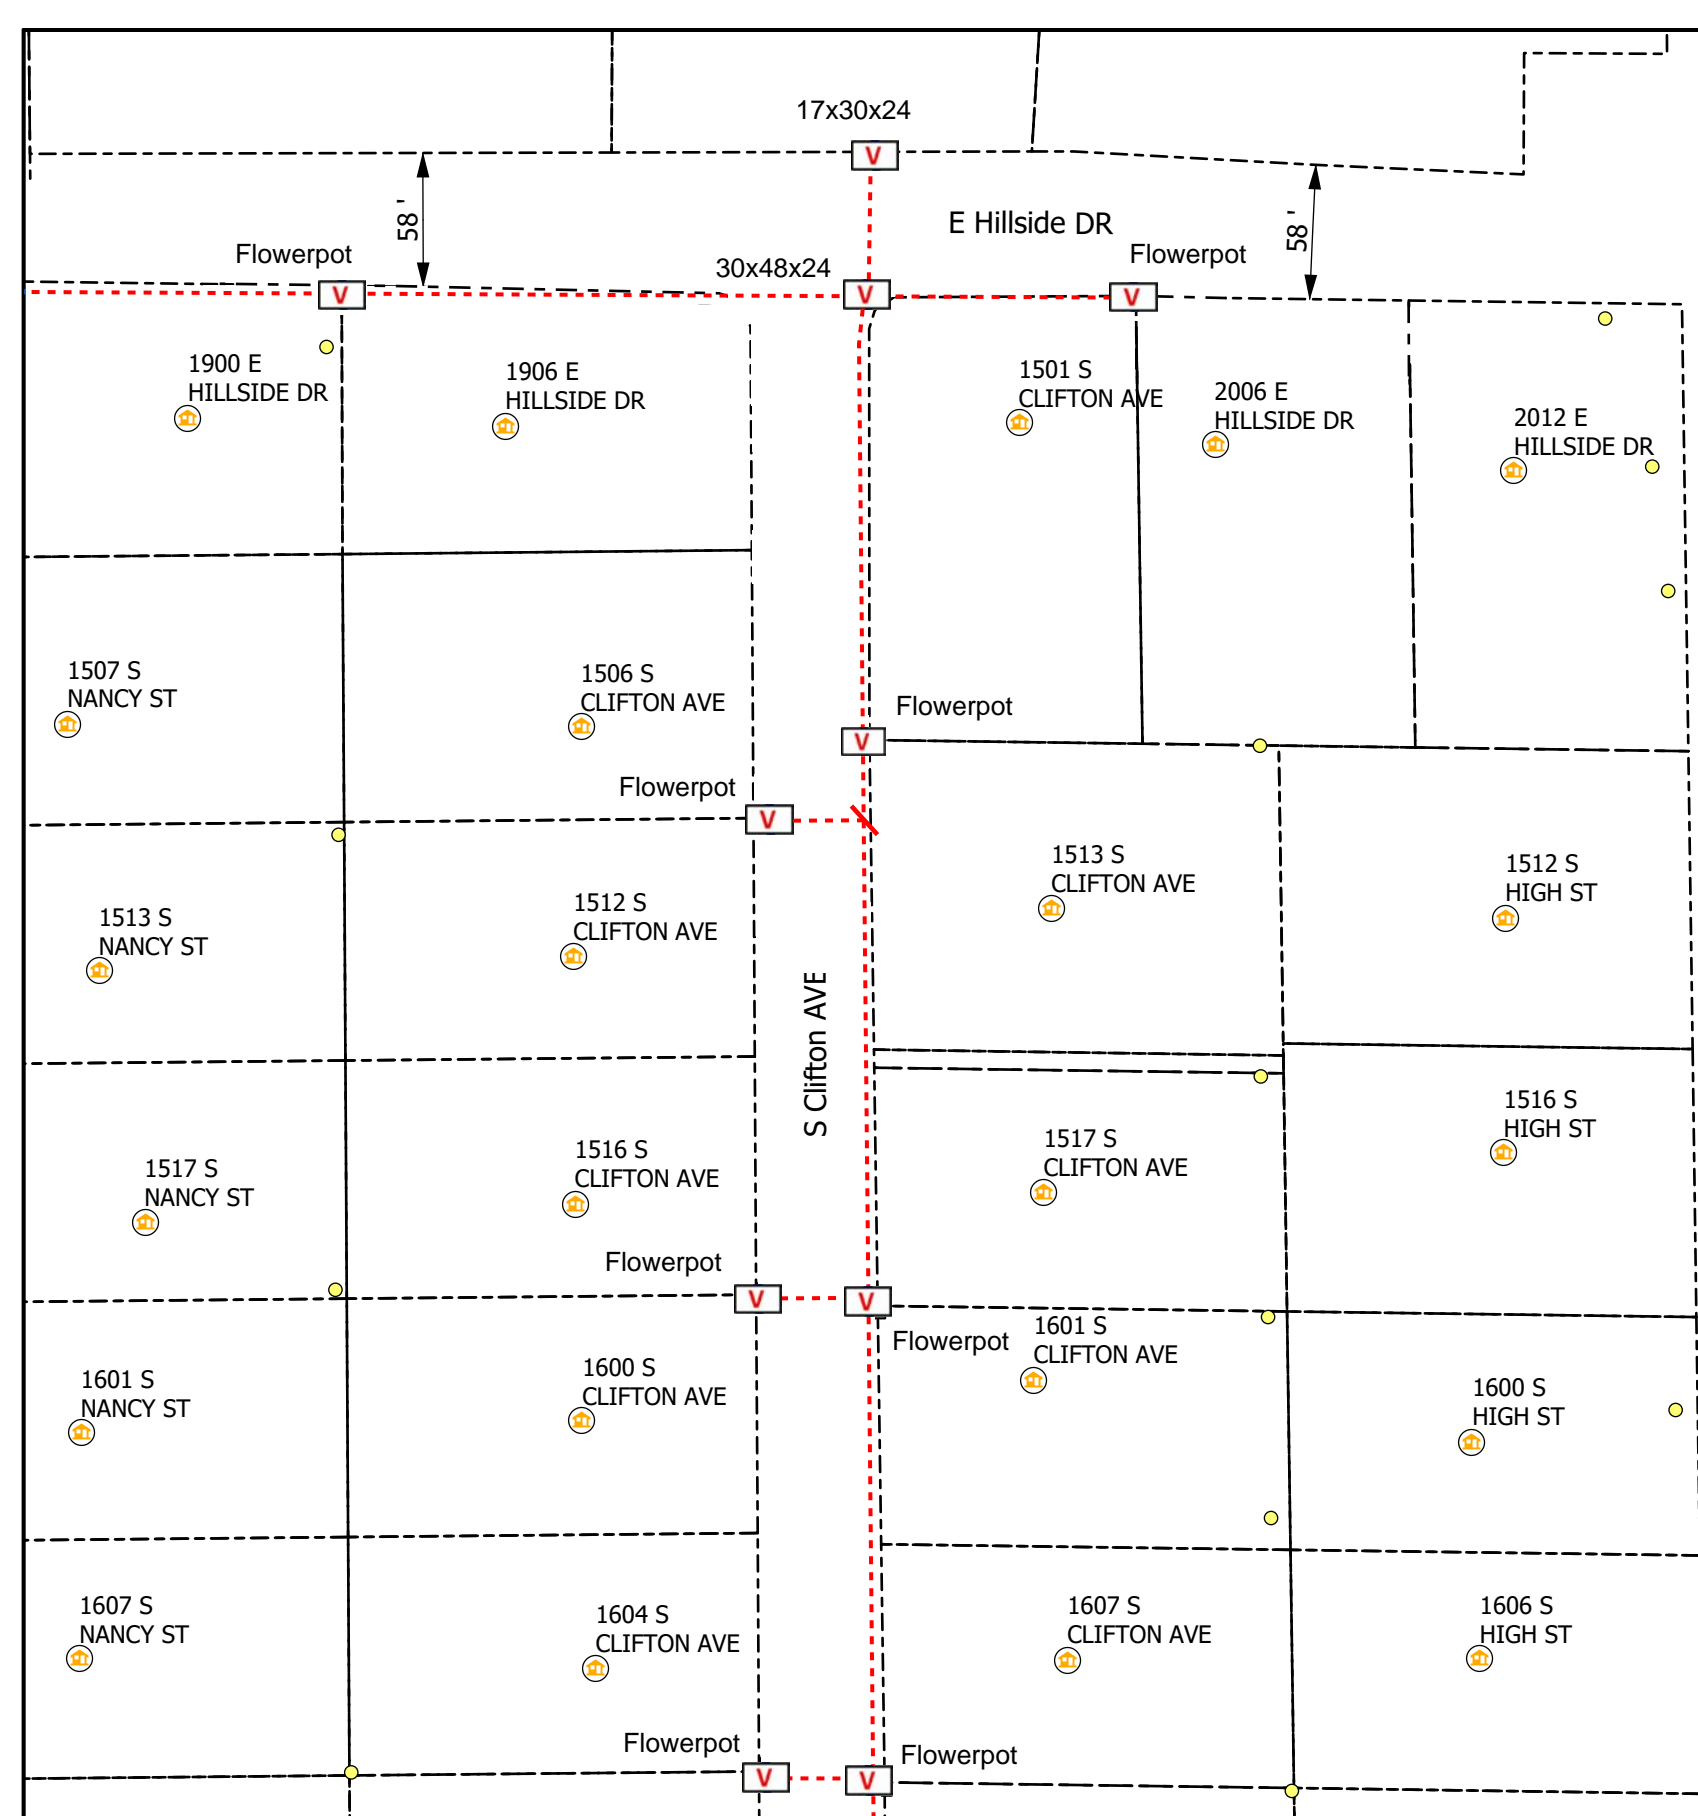 17x30x24
V
58 '
E Hillside DR
58 '
Flowerpot
30x48x24
Flowerpot
V
V
V
1900 E
HILLSIDE DR
1906 E
HILLSIDE DR
1501 S
CLIFTON AVE
2006 E
HILLSIDE DR
2012 E
HILLSIDE DR
1507 S
NANCY ST
1506 S
CLIFTON AVE
Flowerpot
V
Flowerpot
V
1513 S
NANCY ST
1512 S
CLIFTON AVE
1513 S
CLIFTON AVE
1512 S
HIGH ST
S Clifton AVE
1517 S
NANCY ST
1516 S
CLIFTON AVE
1517 S
CLIFTON AVE
1516 S
HIGH ST
Flowerpot
V
V
Flowerpot
1601 S
NANCY ST
1600 S
CLIFTON AVE
1601 S
CLIFTON AVE
1600 S
HIGH ST
1607 S
NANCY ST
1604 S
CLIFTON AVE
1607 S
CLIFTON AVE
1606 S
HIGH ST
Flowerpot
V
V
Flowerpot